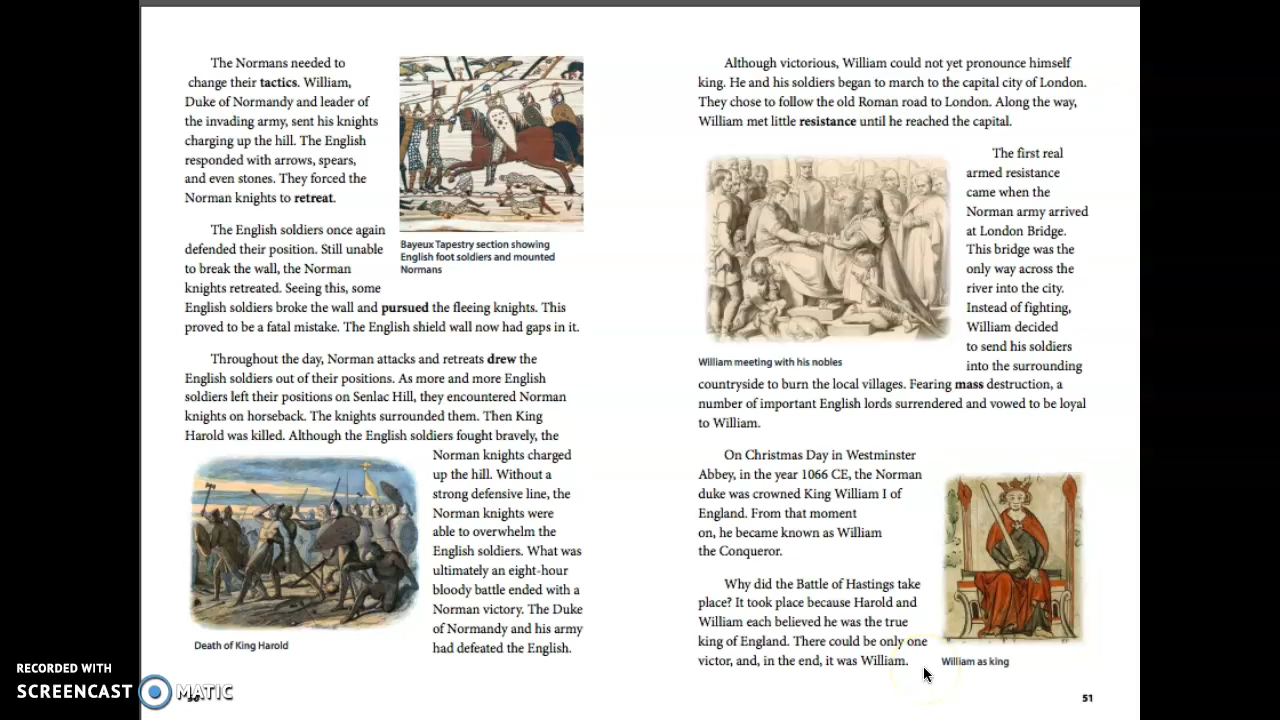 The Normans needed to
change their tactics. William,
Duke of Normandy and leader of
the invading army, sent his knights
charging up the hill. The English
responded with arrows, spears,
and even stones. They forced the
Norman knights to retreat.
Bayeux Tapestry section showing
English foot soldiers and mounted
Normans
The English soldiers once again
defended their position. Still unable
to break the wall, the Norman
knights retreated. Seeing this, some
English soldiers broke the wall and pursued the fleeing knights. This
proved to be a fatal mistake. The English shield wall now had gaps in it.
Throughout the day, Norman attacks and retreats drew the
English soldiers out of their positions. As more and more English
soldiers left their positions on Senlac Hill, they encountered Norman
knights on horseback. The knights surrounded them. Then King
Harold was killed. Although the English soldiers fought bravely, the
Norman knights charged
up the hill. Without a
strong defensive line, the
Norman knights were
able to overwhelm the
English soldiers. What was
ultimately an eight-hour
bloody battle ended with a
Norman victory. The Duke
of Normandy and his army
had defeated the English.
Death of King Harold
Although victorious, William could not yet pronounce himself
king. He and his soldiers began to march to the capital city of London.
They chose to follow the old Roman road to London. Along the way,
William met little resistance until he reached the capital.
The first real
armed resistance
came when the
Norman army arrived
at London Bridge.
This bridge was the
only way across the
river into the city.
Instead of fighting,
William decided
to send his soldiers
into the surrounding
William meeting with his nobles
countryside to burn the local villages. Fearing mass destruction, a
number of important English lords surrendered and vowed to be loyal
to William.
On Christmas Day in Westminster
Abbey, in the year 1066 CE, the Norman
duke was crowned King William I of
England. From that moment
on, he became known as William
the Conqueror.
Why did the Battle of Hastings take
place? It took place because Harold and
William each believed he was the true
king of England. There could be only one
victor, and, in the end, it was William.
William as king
51
RECORDED WITH
SCREENCAST MATIC